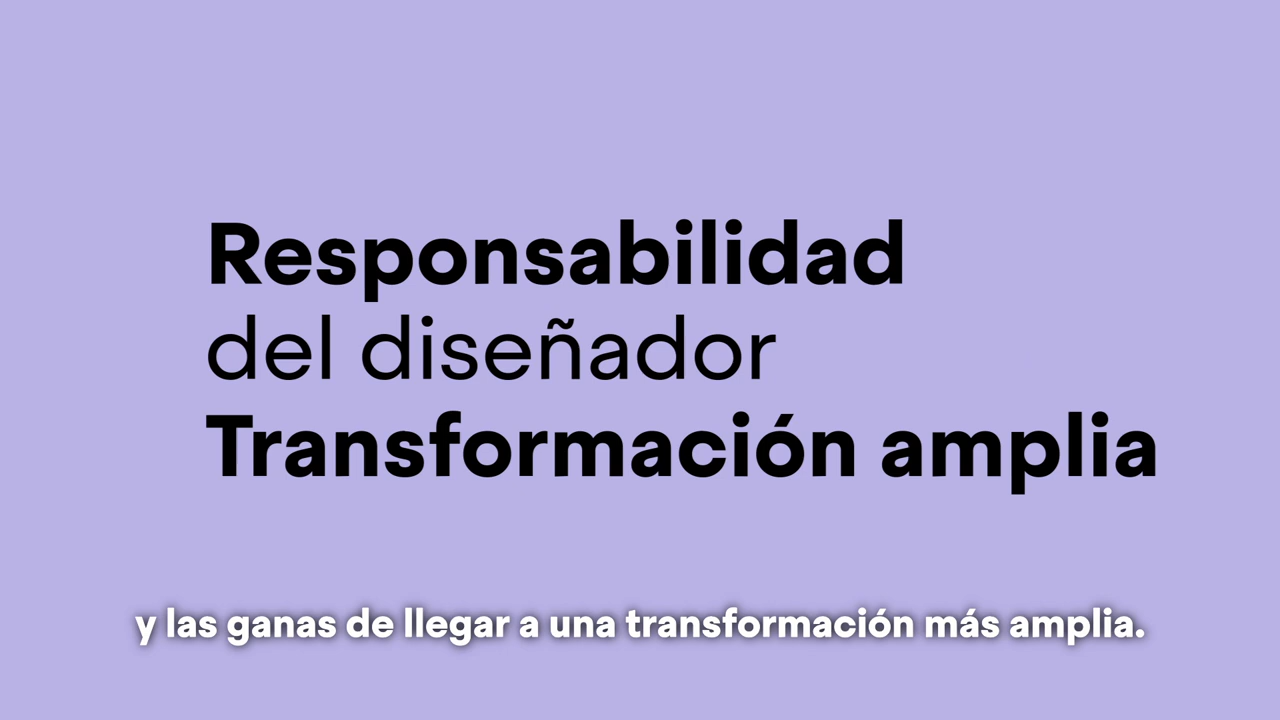 Responsabilidad
del diseñador
Transformación amplia
y las ganas de llegar a una transformación más amplia.